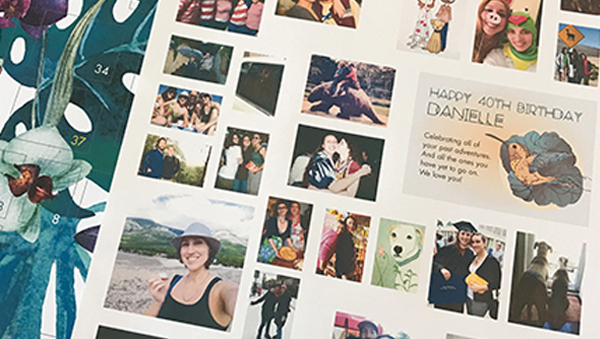 34
37
8
HAPPY 40TH BIRTHDAY
DANIELLE
Celebrating all of
your past adventures.
And all the ones you
have yet to go on.
We love you!